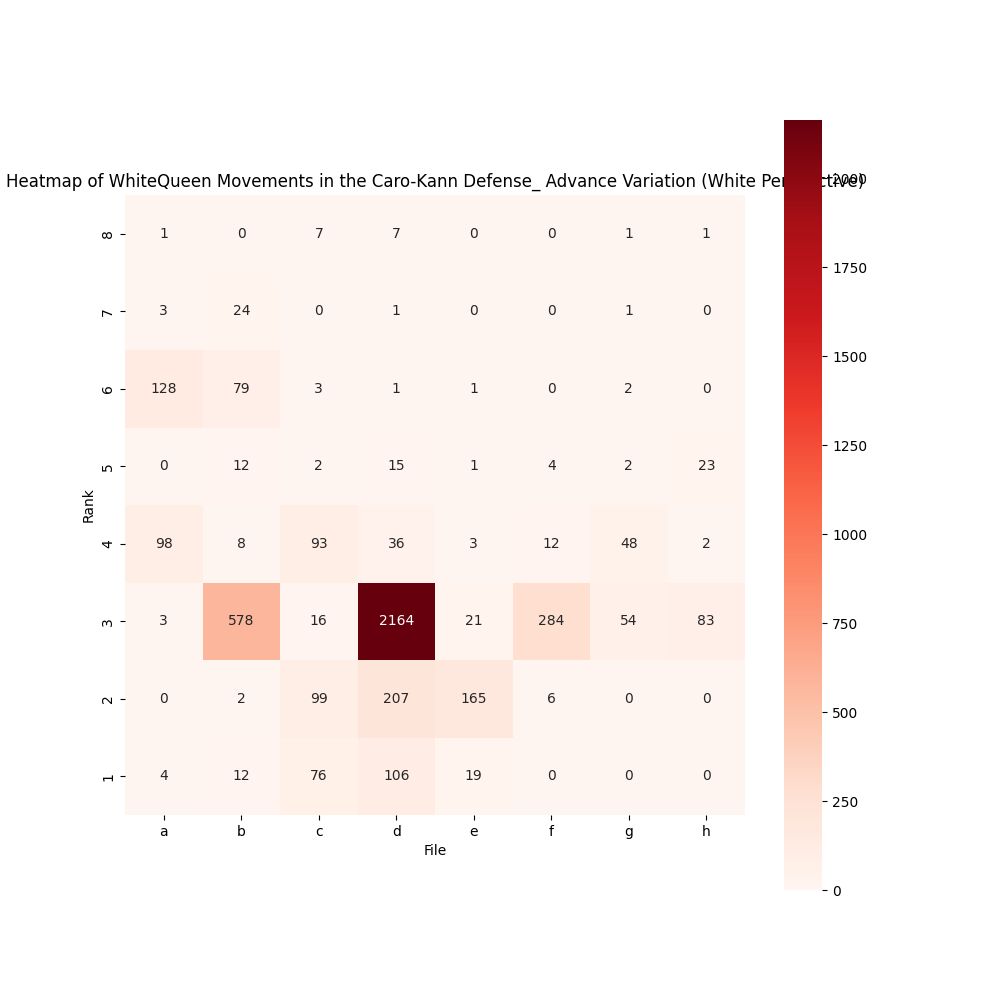 Heatmap of WhiteQueen Movements in the Caro-Kann Defense_ Advance Variation (White Perspective)
8 1 0 7 7 0 0 1 1
7 3 24 0 1 0 0 1 0
6 128 79 3 1 1 0 2 0
5 0 12 2 15 1 4 2 23
4 98 8 93 36 3 12 48 2
3 3 578 16 2164 21 284 54 83
2 0 2 99 207 165 6 0 0
1 4 12 76 106 19 0 0 0
a b c d e f g h
File
Rank
2000
1750
1500
1250
1000
750
500
250
0